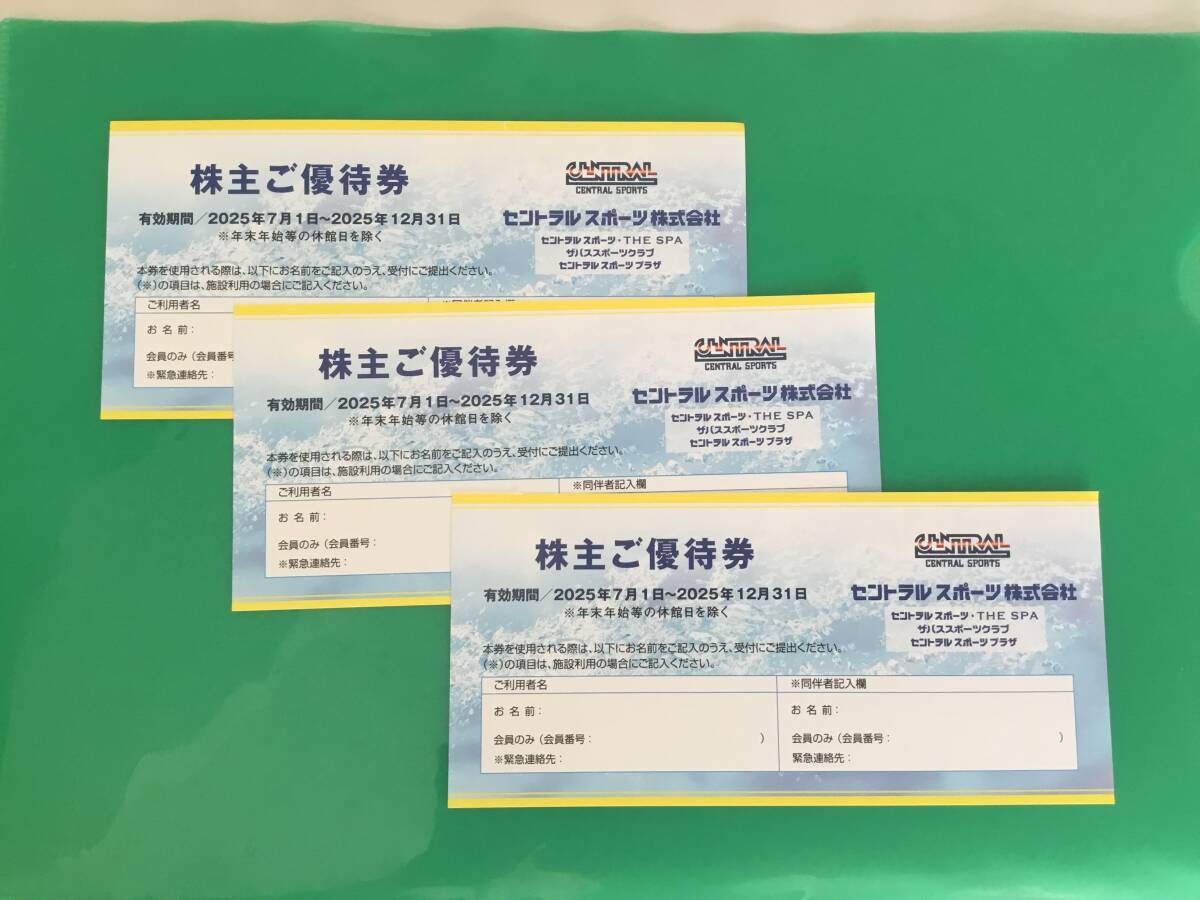 株主ご優待券
有効期間／2025年7月1日～2025年12月31日
※年末年始等の休館日を除く
CENTRAL
CENTRAL SPORTS
セントラルスポーツ株式会社
セントラルスポーツ・THE SPA
ザバススポーツクラブ
セントラルスポーツプラザ
本券を使用される際は、以下にお名前をご記入のうえ、受付にご提出ください。
（※）の項目は、施設利用の場合にご記入ください。
ご利用者名
※同伴者記入欄
お名前：
会員のみ（会員番号
※緊急連絡先：
株主ご優待券
有効期間／2025年7月1日～2025年12月31日
※年末年始等の休館日を除く
CENTRAL
CENTRAL SPORTS
セントラルスポーツ株式会社
セントラルスポーツ・THE SPA
ザバススポーツクラブ
セントラルスポーツプラザ
本券を使用される際は、以下にお名前をご記入のうえ、受付にご提出ください。
（※）の項目は、施設利用の場合にご記入ください。
ご利用者名
※同伴者記入欄
お名前：
会員のみ（会員番号：
※緊急連絡先：
株主ご優待券
有効期間／2025年7月1日～2025年12月31日
※年末年始等の休館日を除く
CENTRAL
CENTRAL SPORTS
セントラルスポーツ株式会社
セントラルスポーツ・THE SPA
ザバススポーツクラブ
セントラルスポーツプラザ
本券を使用される際は、以下にお名前をご記入のうえ、受付にご提出ください。
（※）の項目は、施設利用の場合にご記入ください。
ご利用者名
※同伴者記入欄
お名前：
お名前：
会員のみ（会員番号：　）
会員のみ（会員番号：　）
※緊急連絡先：
緊急連絡先：